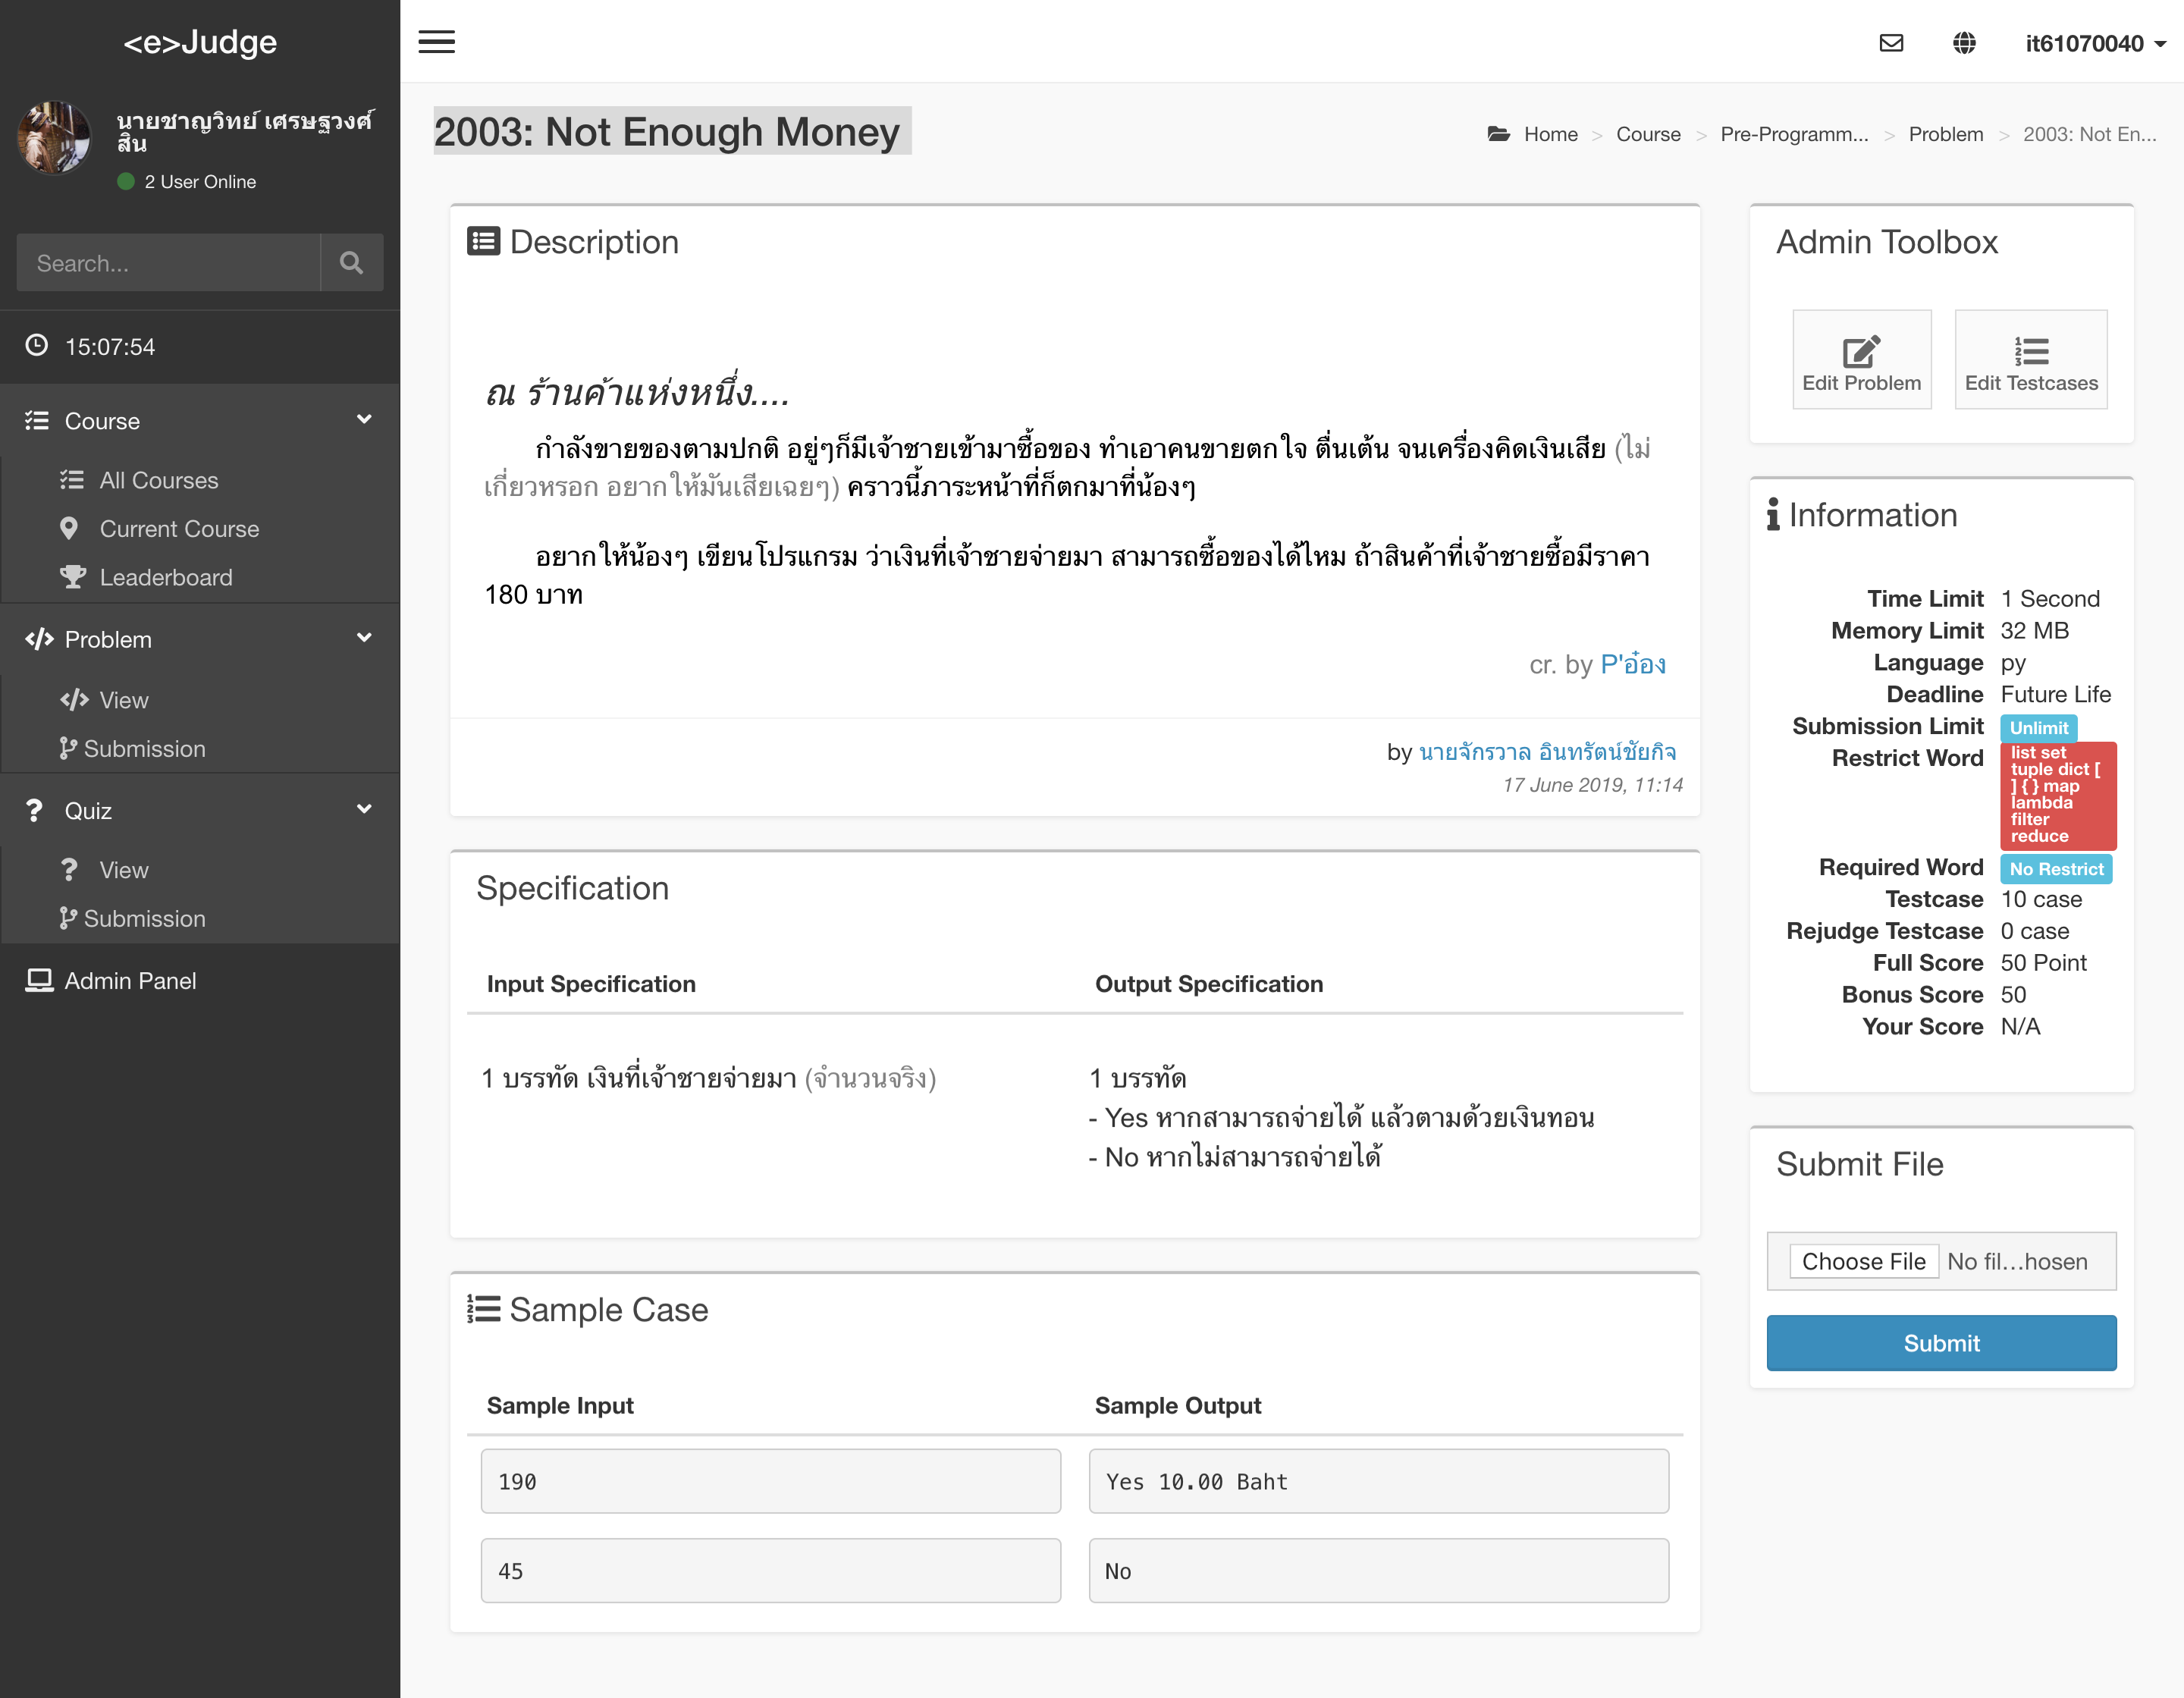 <e>Judge
it61070040
นายชาญวิทย์ เศรษฐวงศ์
สิน
2 User Online
Search...
15:07:54
Course
All Courses
Current Course
Leaderboard
Problem
View
Submission
Quiz
View
Submission
Admin Panel
2003: Not Enough Money
Home > Course > Pre-Programm... > Problem > 2003: Not En...
Description
ณ ร้านค้าแห่งหนึ่ง....
กำลังขายของตามปกติ อยู่ๆก็มีเจ้าชายเข้ามาซื้อของ ทำเอาคนขายตกใจ ตื่นเต้น จนเครื่องคิดเงินเสีย (ไม่
เกี่ยวหรอก อยากให้มันเสียเฉยๆ) คราวนี้ภาระหน้าที่ก็ตกมาที่น้องๆ
อยากให้น้องๆ เขียนโปรแกรม ว่าเงินที่เจ้าชายจ่ายมา สามารถซื้อของได้ไหม ถ้าสินค้าที่เจ้าชายซื้อมีราคา
180 บาท
cr. by P'อ๋อง
by นายจักรวาล อินทรัตน์ชัยกิจ
17 June 2019, 11:14
Specification
Input Specification
Output Specification
1 บรรทัด เงินที่เจ้าชายจ่ายมา (จำนวนจริง)
1 บรรทัด
- Yes หากสามารถจ่ายได้ แล้วตามด้วยเงินทอน
- No หากไม่สามารถจ่ายได้
Sample Case
Sample Input
Sample Output
190
Yes 10.00 Baht
45
No
Admin Toolbox
Edit Problem
Edit Testcases
Information
Time Limit 1 Second
Memory Limit 32 MB
Language py
Deadline Future Life
Submission Limit Unlimit
Restrict Word list set
tuple dict [
] { } map
lambda
filter
reduce
Required Word No Restrict
Testcase 10 case
Rejudge Testcase 0 case
Full Score 50 Point
Bonus Score 50
Your Score N/A
Submit File
Choose File No fil...hosen
Submit